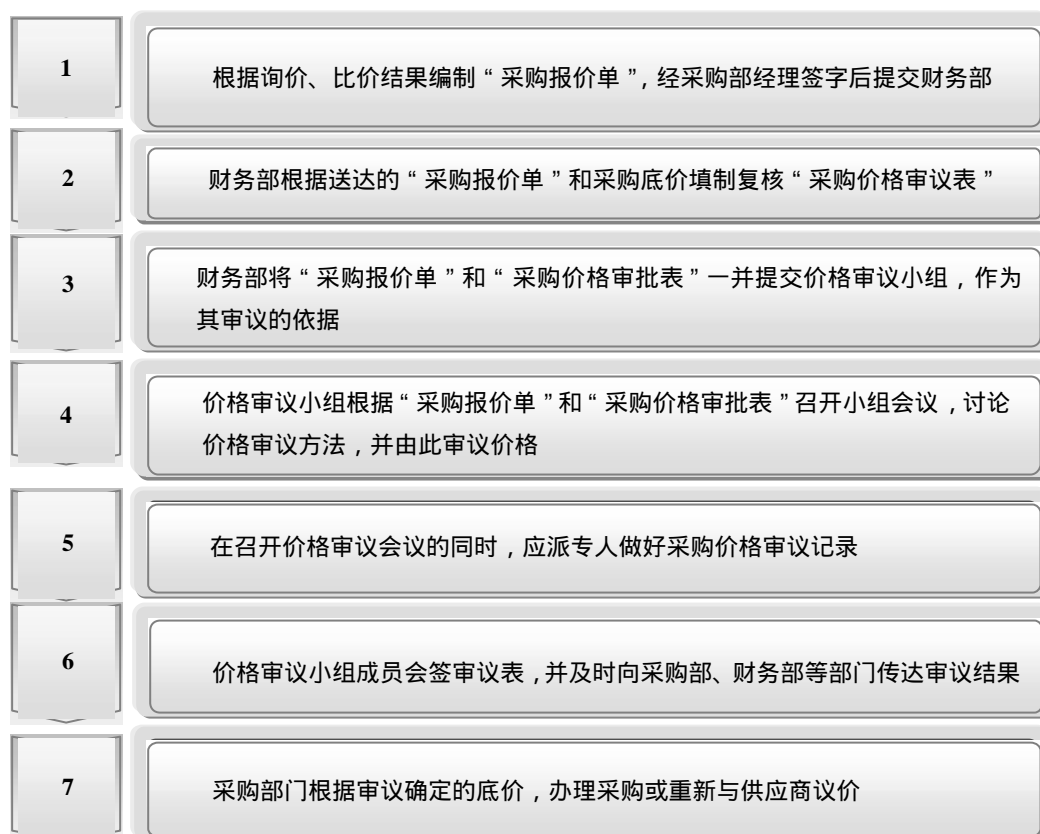 1
根据询价、比价结果编制“采购报价单”，经采购部经理签字后提交财务部
2
财务部根据送达的“采购报价单”和采购底价填制复核“采购价格审议表”
3
财务部将“采购报价单”和“采购价格审批表”一并提交价格审议小组，作为
其审议的依据
4
价格审议小组根据“采购报价单”和“采购价格审批表”召开小组会议，讨论
价格审议方法，并由此审议价格
5
在召开价格审议会议的同时，应派专人做好采购价格审议记录
6
价格审议小组成员会签审议表，并及时向采购部、财务部等部门传达审议结果
7
采购部门根据审议确定的底价，办理采购或重新与供应商议价